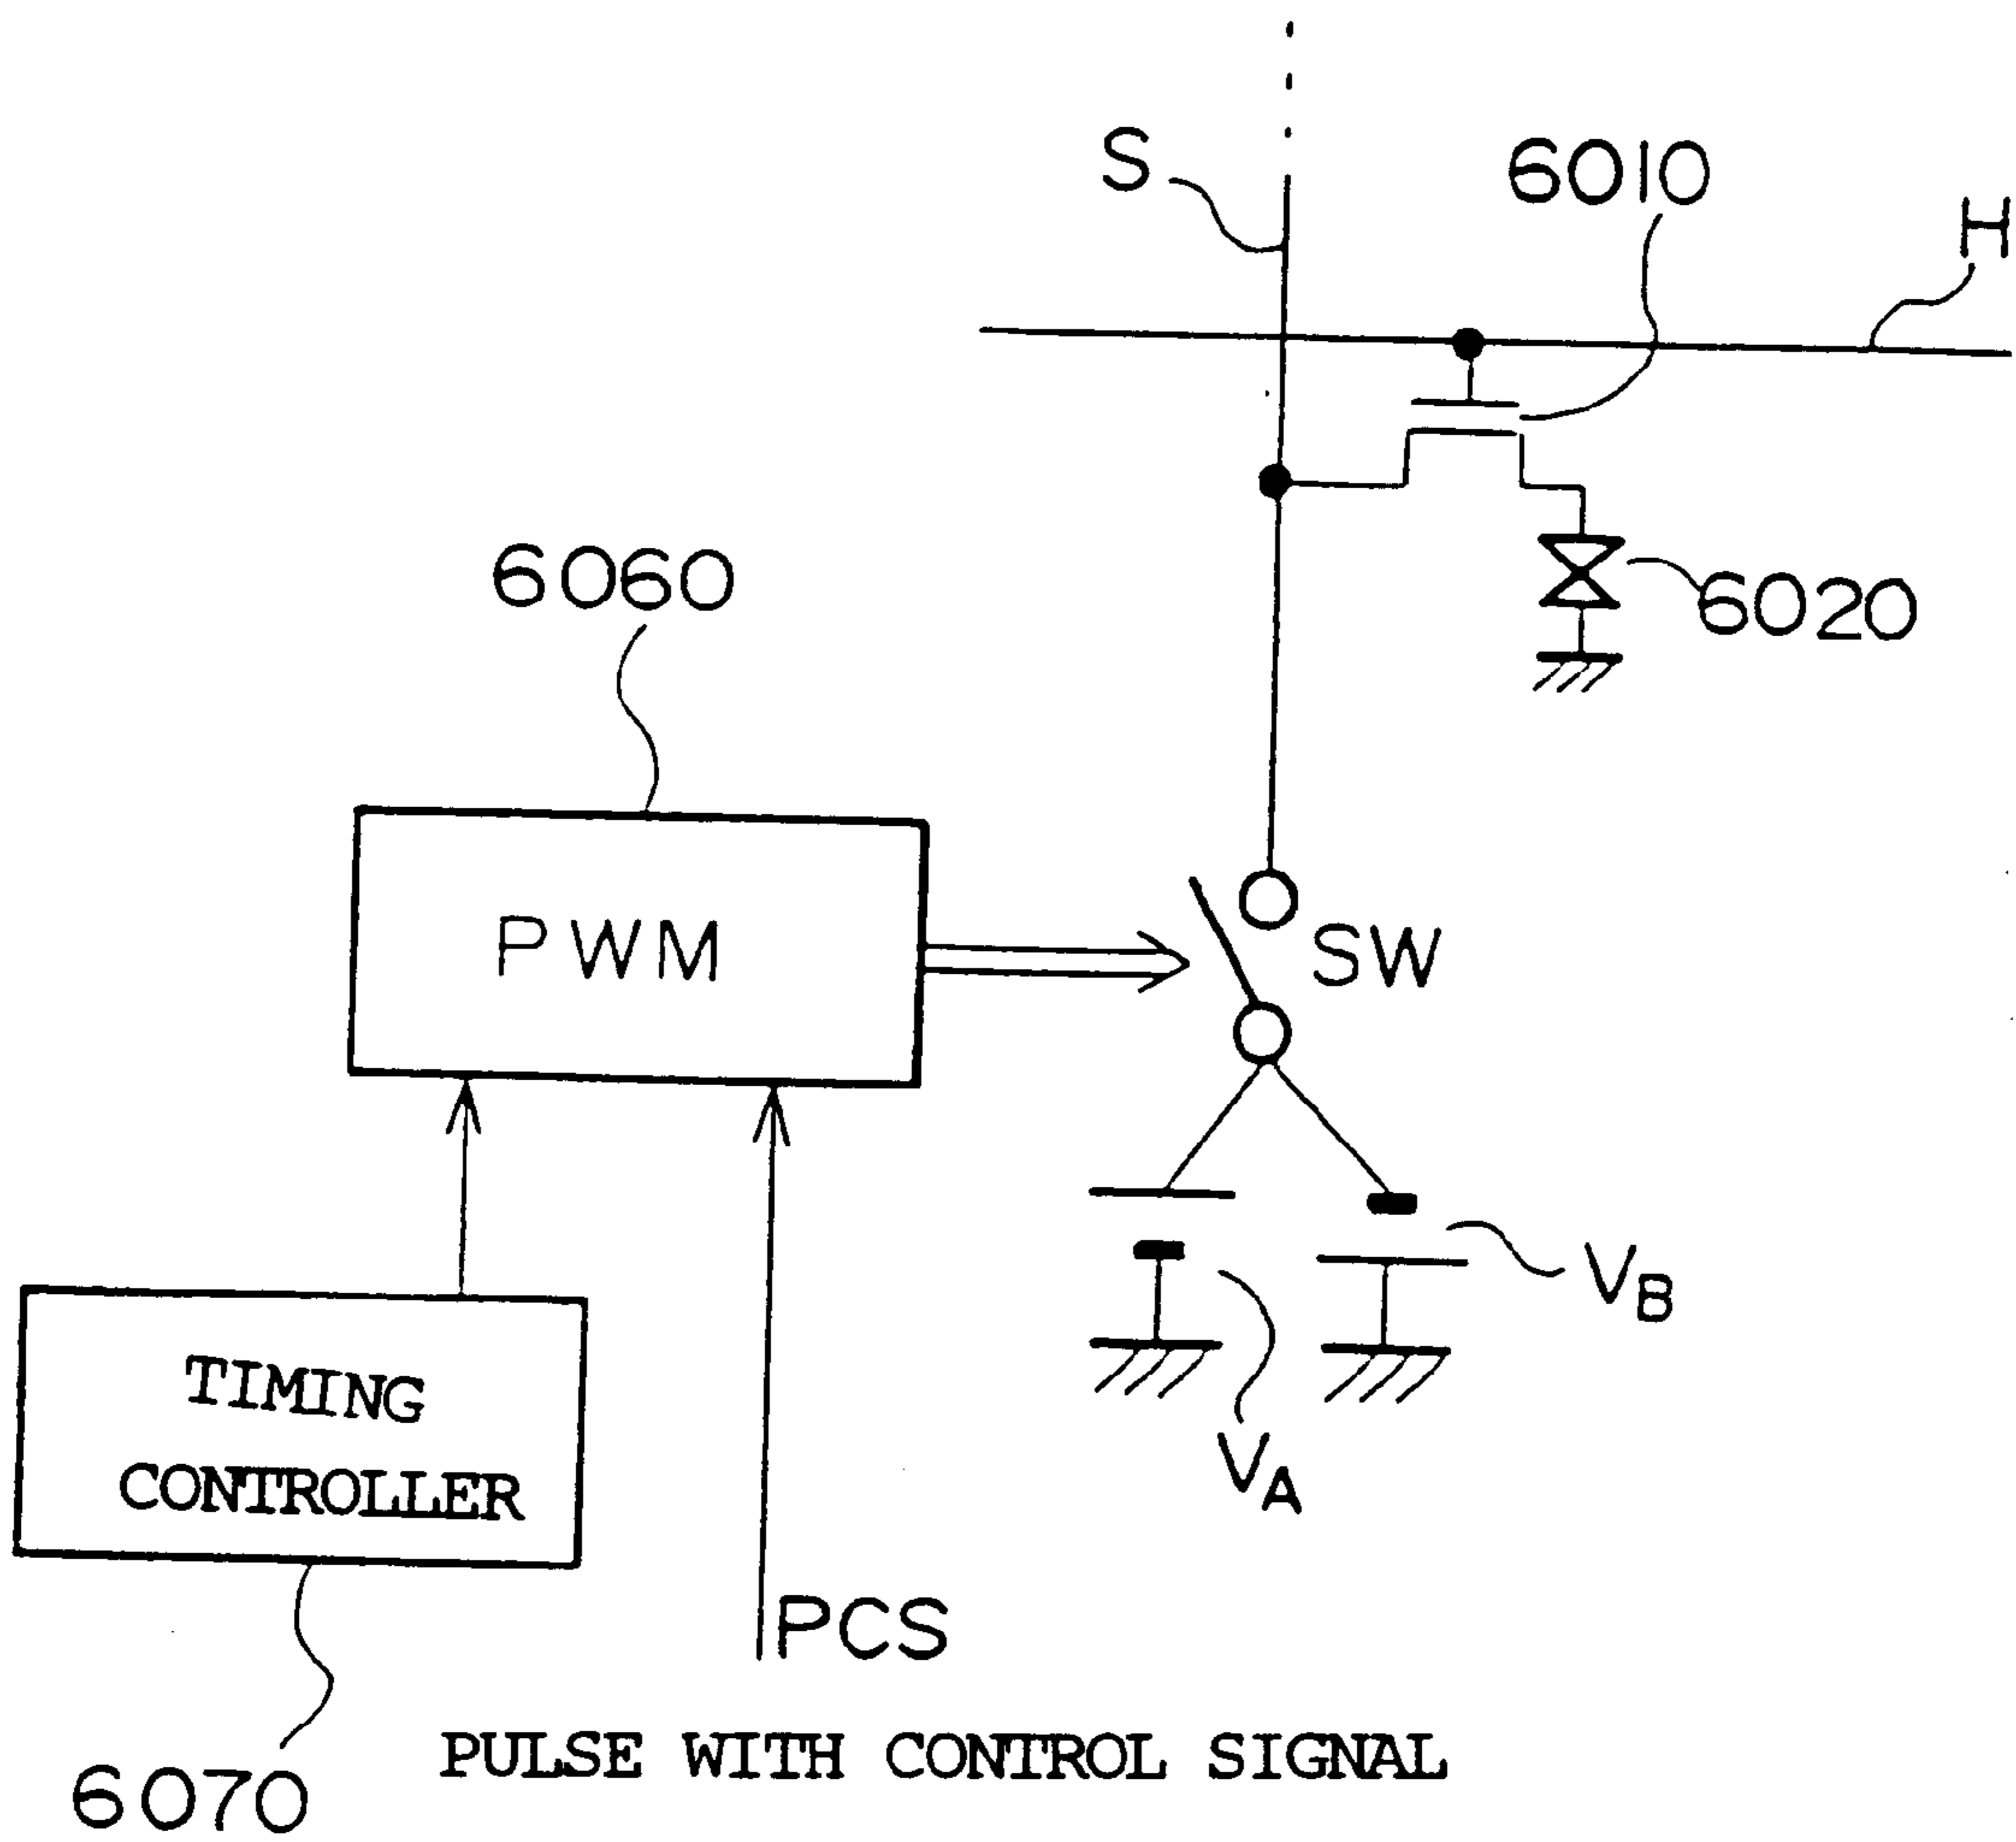 S
6010
H
6060
6020
PWM
SW
VB
TIMING
CONTROLLER
VA
PCS
PULSE WITH CONTROL SIGNAL
6070